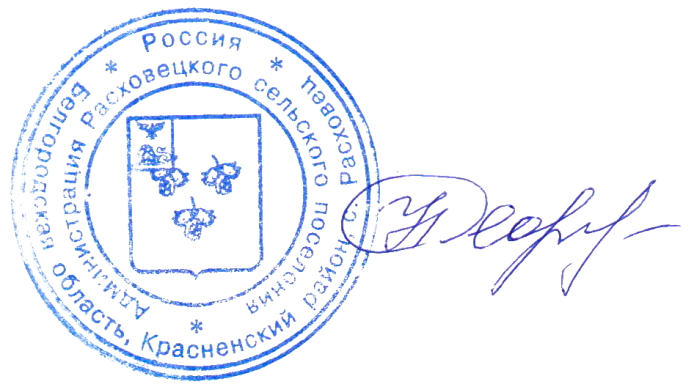 * Россия *
Белгородская область, Красненский район с. Расховец
Администрация Расховецкого сельского поселения
*